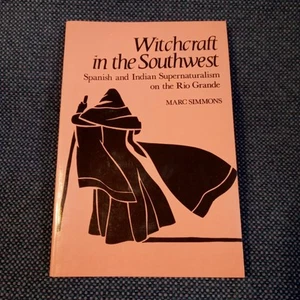 Witchcraft
in the Southwest
Spanish and Indian Supernaturalism
on the Rio Grande
MARC SIMMONS